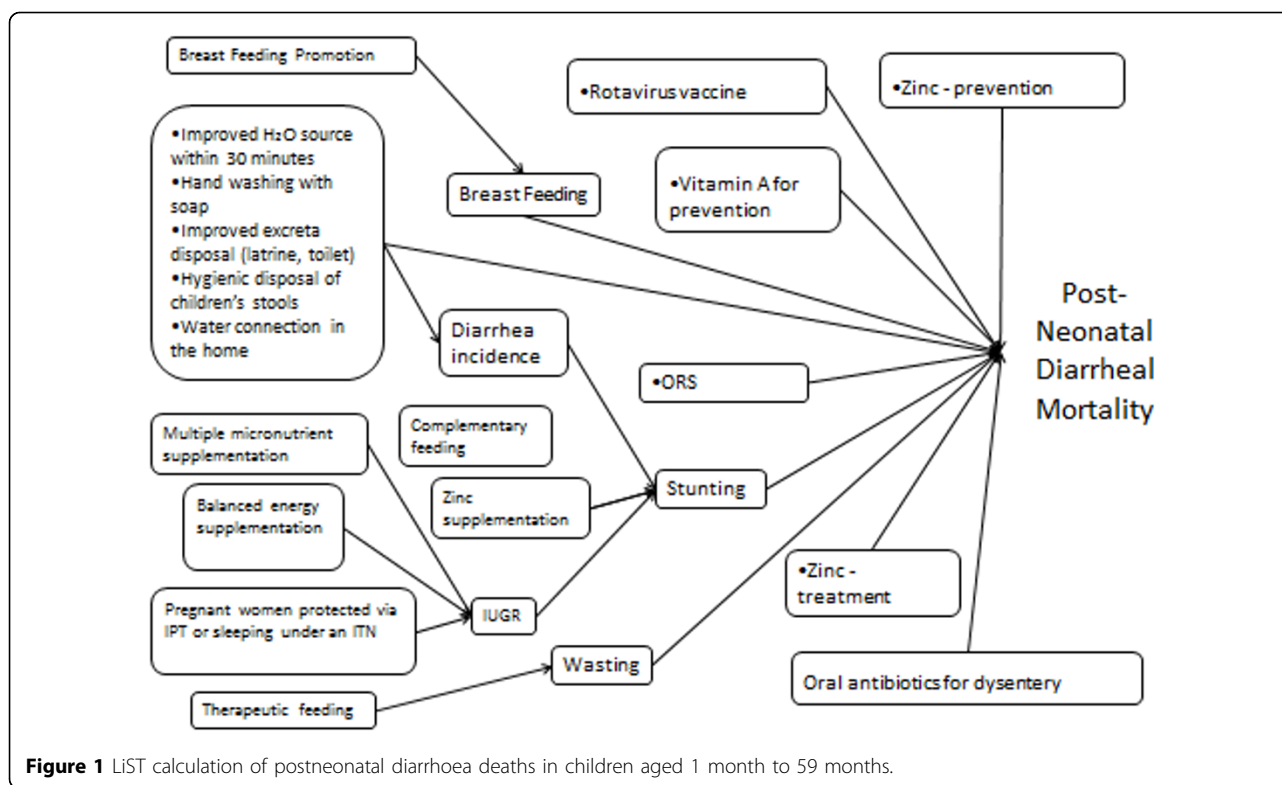 Breast Feeding Promotion
•Rotavirus vaccine
•Zinc - prevention
•Improved H₂O source
within 30 minutes
•Hand washing with
soap
•Improved excreta
disposal (latrine, toilet)
•Hygienic disposal of
children's stools
•Water connection in
the home
Breast Feeding
•Vitamin A for
prevention
Diarrhea
incidence
•ORS
Post-
Neonatal
Diarrheal
Mortality
Multiple micronutrient
supplementation
Complementary
feeding
Balanced energy
supplementation
Zinc
supplementation
Stunting
Pregnant women protected via
IPT or sleeping under an ITN
IUGR
•Zinc -
treatment
Therapeutic feeding
Wasting
Oral antibiotics for dysentery
Figure 1 LiST calculation of postneonatal diarrhoea deaths in children aged 1 month to 59 months.